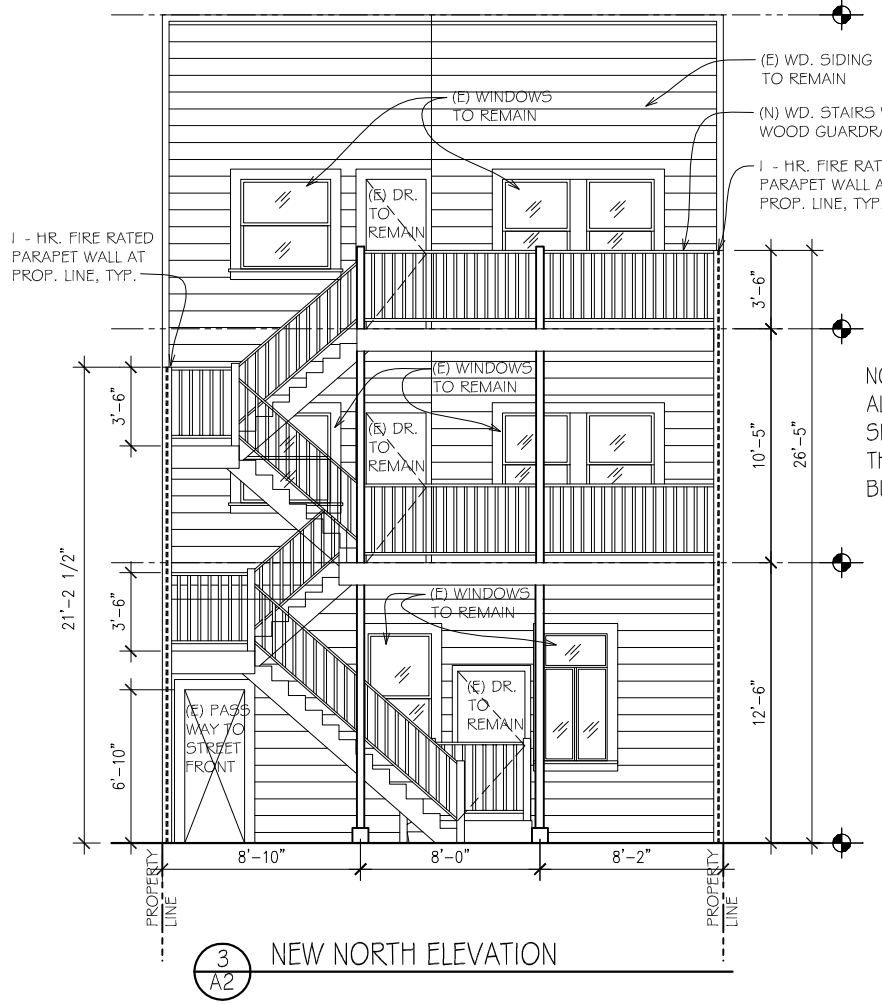 (E) WD. SIDING
TO REMAIN
(E) WINDOWS
TO REMAIN
(N) WD. STAIRS
WOOD
1 - HR. FIRE
PARAPET WALL
PROP. LINE, TYP.
(E) DR.
TO
REMAIN
1 - HR. FIRE RATED
PARAPET WALL AT
PROP. LINE, TYP.
3'-6"
(E) WINDOWS
TO REMAIN
3'-6"
(E) DR.
TO
REMAIN
10'-5"
26'-5"
21'-2 1/2"
3'-6"
(E) WINDOWS
TO REMAIN
(E) DR.
TO
REMAIN
12'-6"
(E) PASS
WAY TO
STREET
FRONT
6'-10"
8'-10"
8'-0"
8'-2"
PROPERTY
LINE
PROPERTY
LINE
3
A2
NEW NORTH ELEVATION